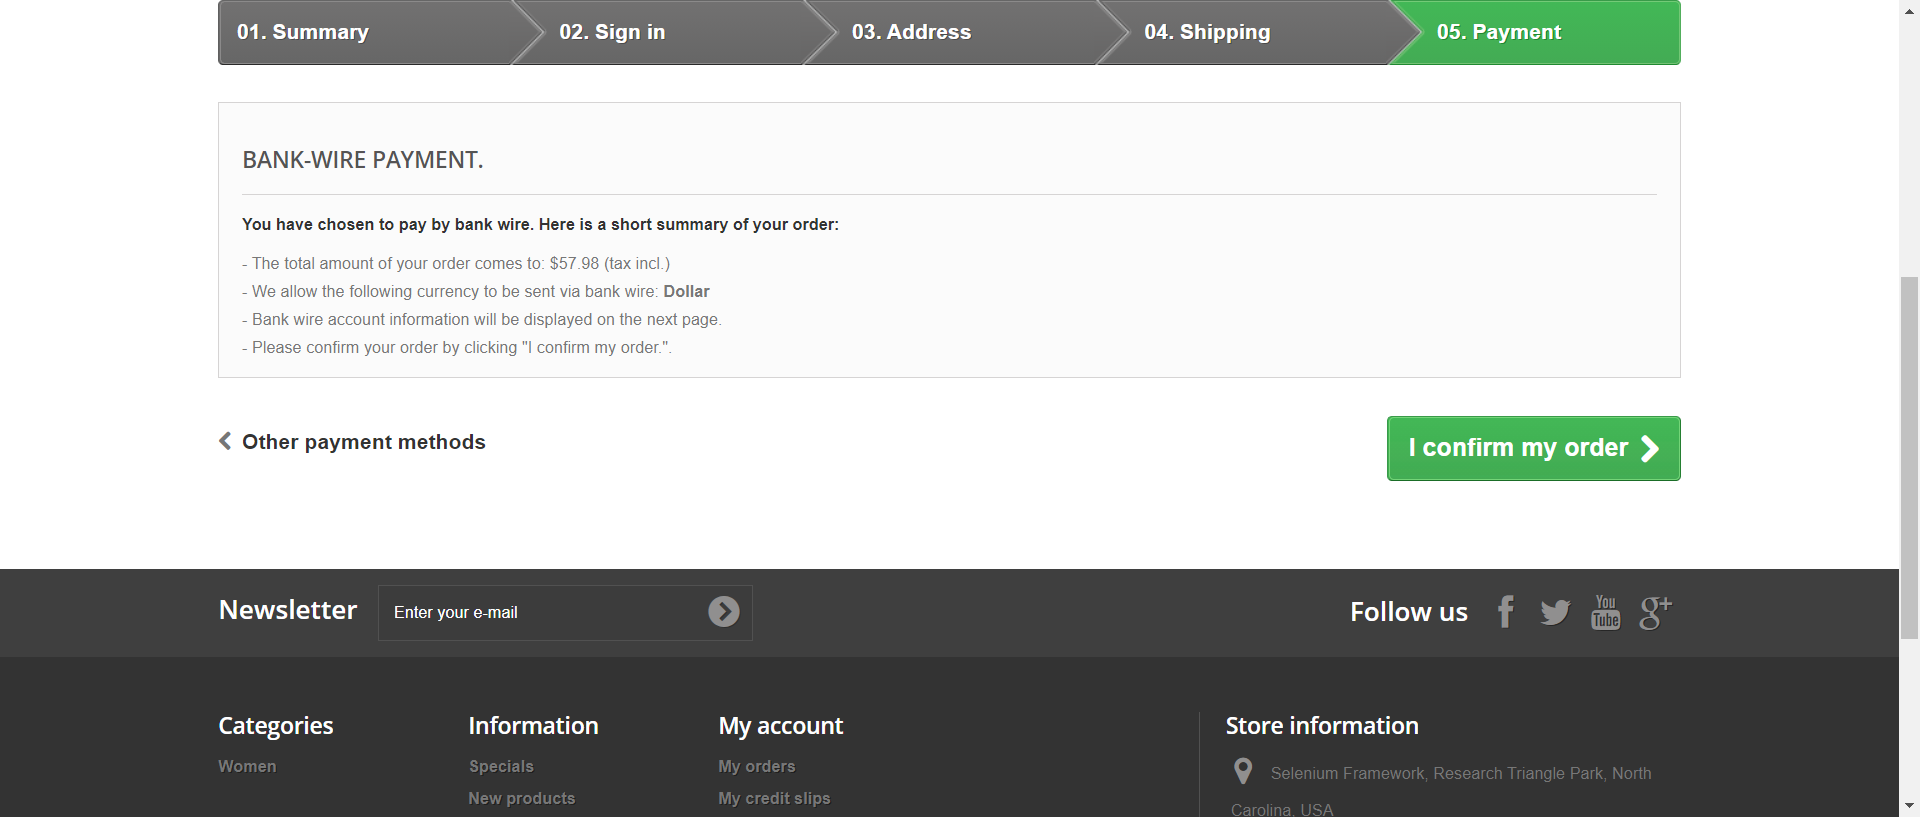 01. Summary
02. Sign in
03. Address
04. Shipping
05. Payment
BANK-WIRE PAYMENT.
You have chosen to pay by bank wire. Here is a short summary of your order:
- The total amount of your order comes to: $57.98 (tax incl.)
- We allow the following currency to be sent via bank wire: Dollar
- Bank wire account information will be displayed on the next page.
- Please confirm your order by clicking "I confirm my order.".
Other payment methods
I confirm my order
Newsletter
Enter your e-mail
Follow us
f
You
Tube
g+
Categories
Women
Information
Specials
New products
My account
My orders
My credit slips
Store information
Selenium Framework, Research Triangle Park, North
Carolina, USA